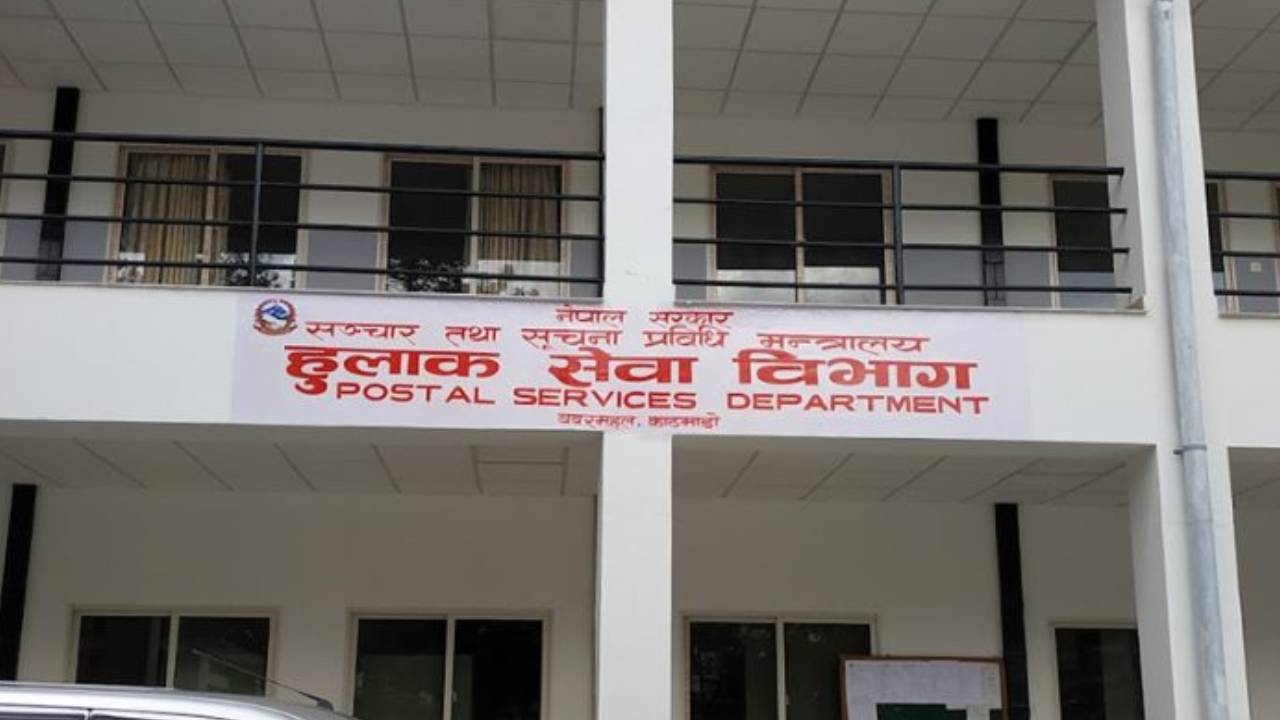 नेपाल सरकार
सञ्चार तथा सूचना प्रविधि मन्त्रालय
हुलाक सेवा विभाग
POSTAL SERVICES DEPARTMENT
बबरमहल, काठमाडौं